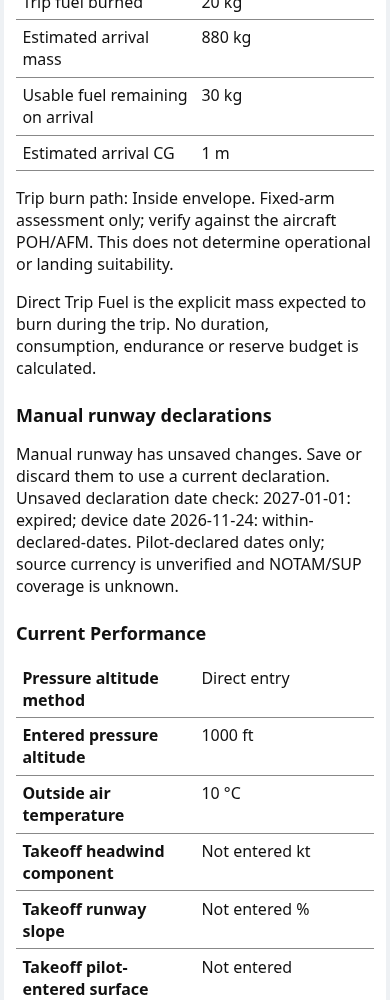 Trip fuel burned 20 kg
Estimated arrival 880 kg
mass
Usable fuel remaining 30 kg
on arrival
Estimated arrival CG 1 m
Trip burn path: Inside envelope. Fixed-arm
assessment only; verify against the aircraft
POH/AFM. This does not determine operational
or landing suitability.
Direct Trip Fuel is the explicit mass expected to
burn during the trip. No duration,
consumption, endurance or reserve budget is
calculated.
Manual runway declarations
Manual runway has unsaved changes. Save or
discard them to use a current declaration.
Unsaved declaration date check: 2027-01-01:
expired; device date 2026-11-24: within-
declared-dates. Pilot-declared dates only;
source currency is unverified and NOTAM/SUP
coverage is unknown.
Current Performance
Pressure altitude Direct entry
method
Entered pressure 1000 ft
altitude
Outside air 10 °C
temperature
Takeoff headwind Not entered kt
component
Takeoff runway Not entered %
slope
Takeoff pilot- Not entered
entered surface